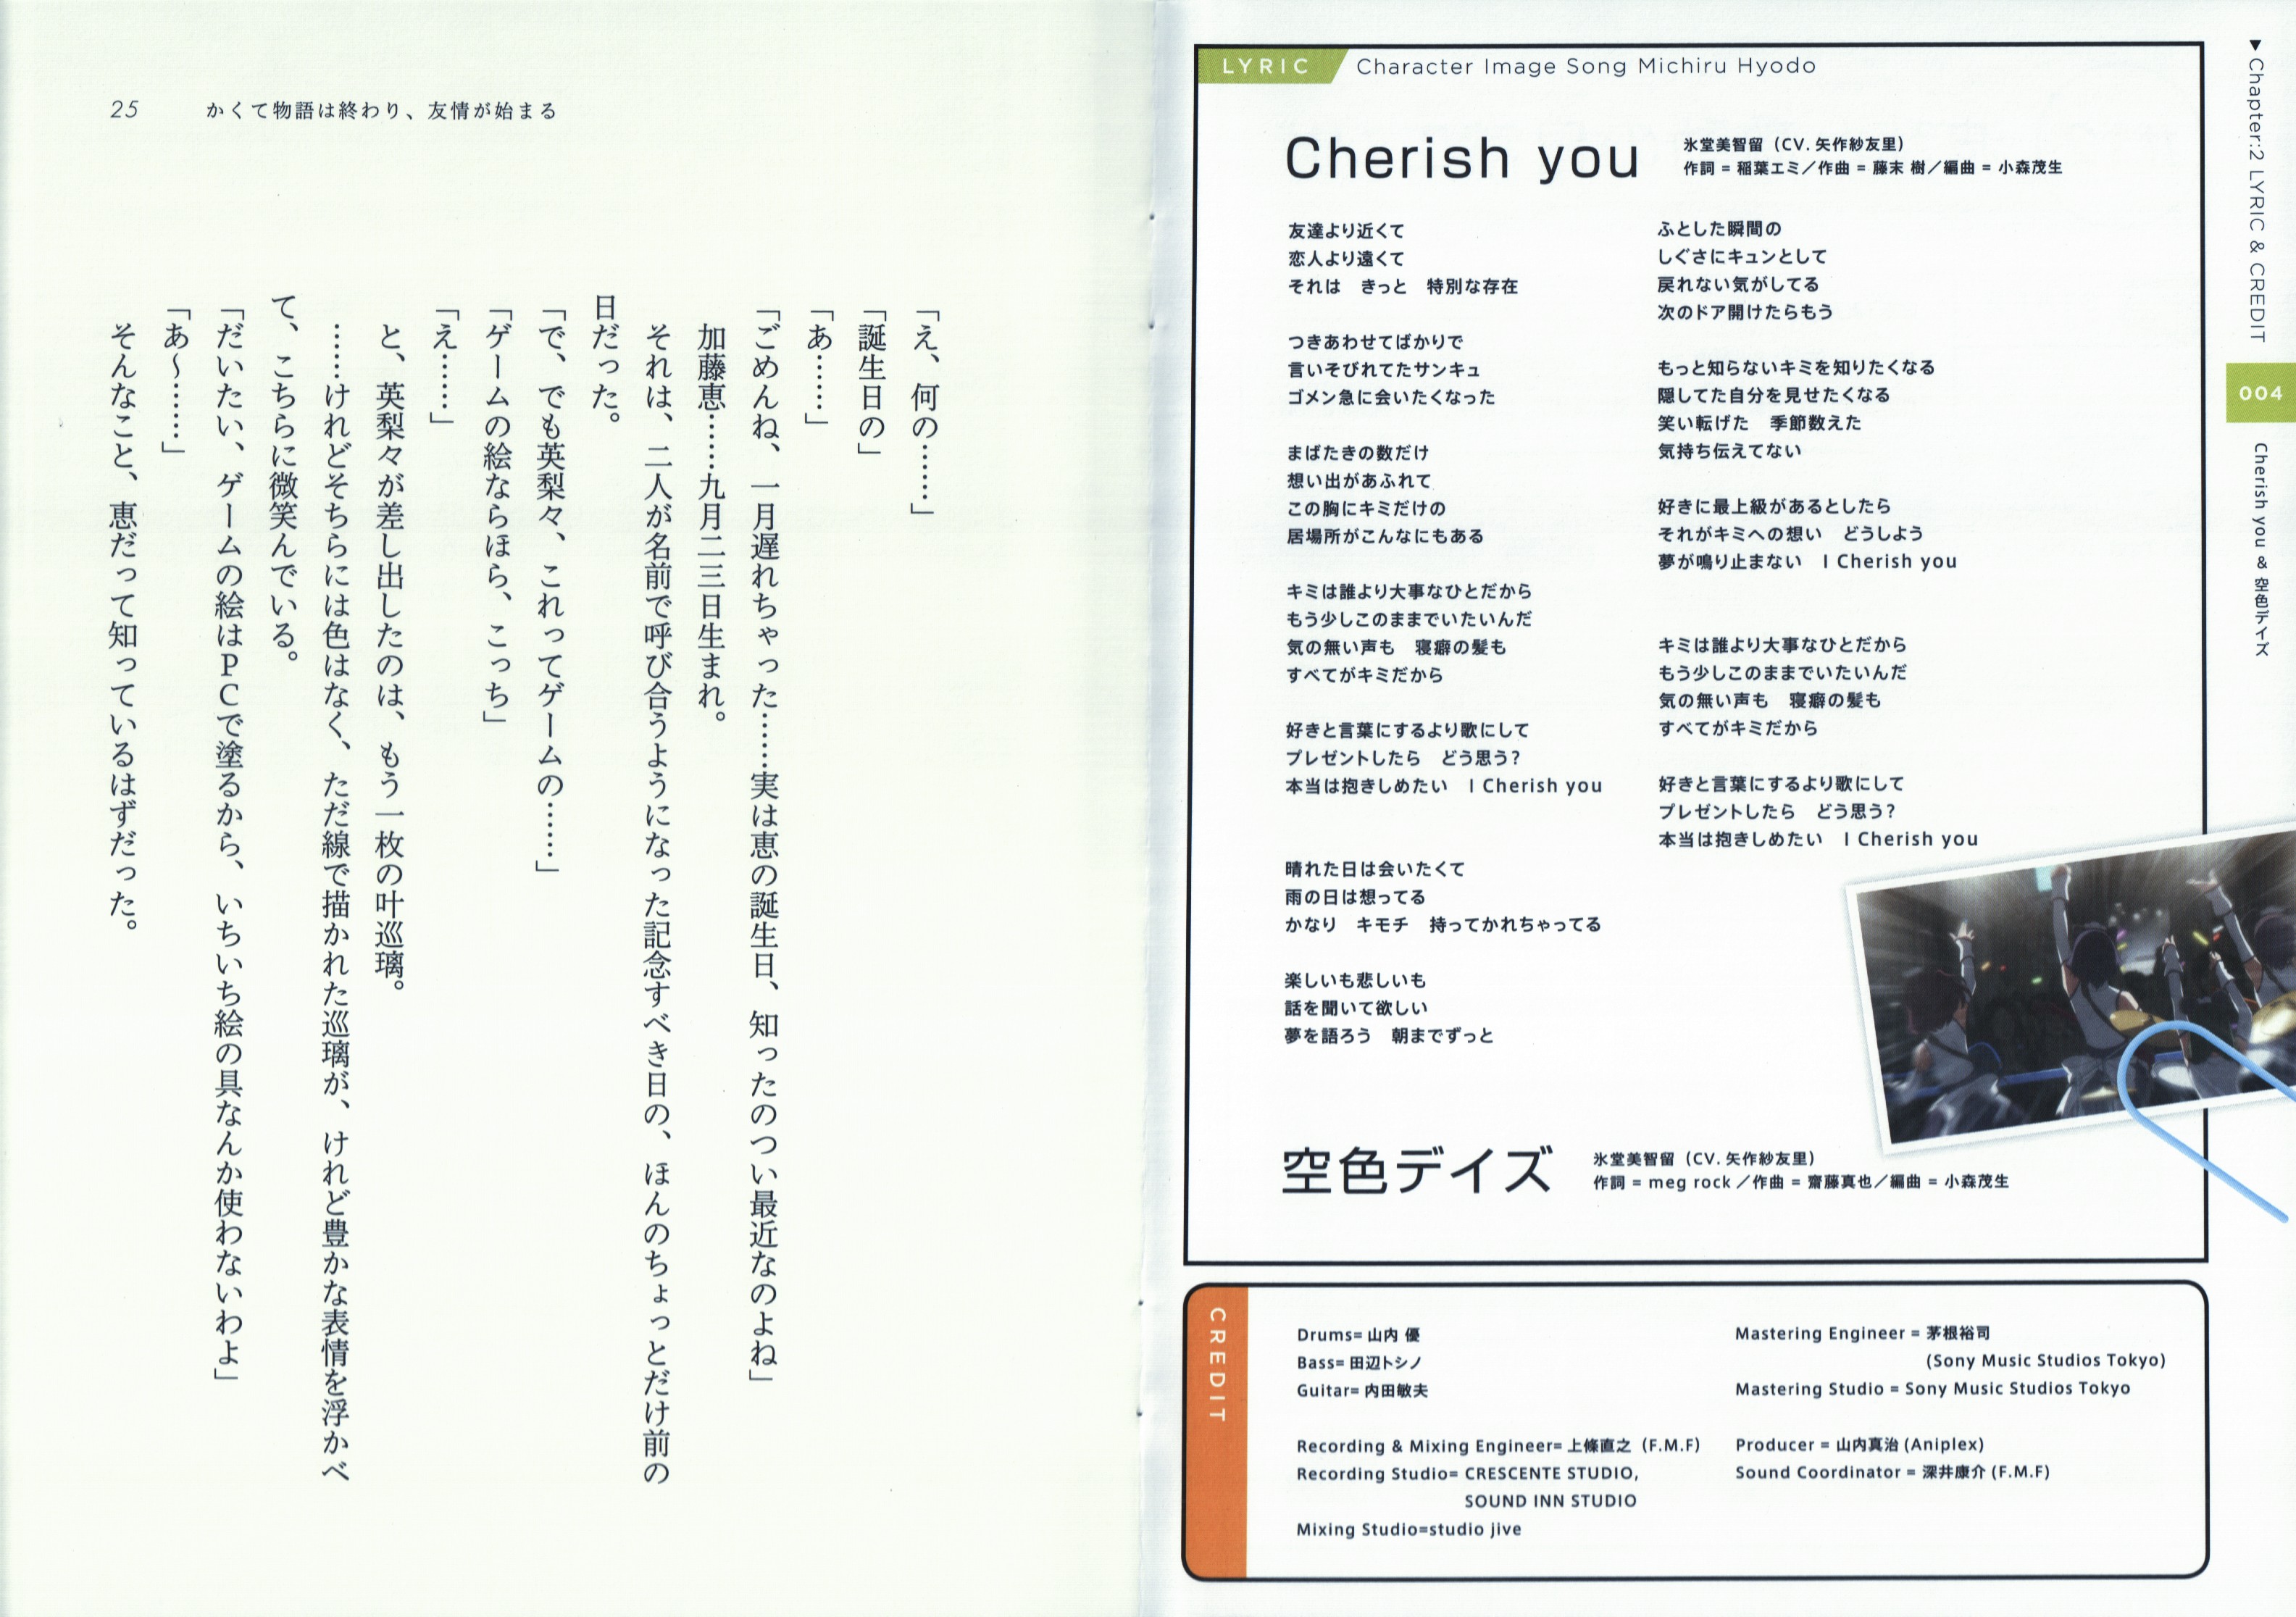 25
かくて物語は終わり、友情が始まる
「え、何の……」
「誕生日の」
「あ……」
「ごめんね、一月遅れちゃった……実は恵の誕生日、知ったのつい最近なのよね」
加藤恵……九月二三日生まれ。
それは、二人が名前で呼び合うようになった記念すべき日の、ほんのちょっとだけ前の
日だった。
「で、でも英梨々、これってゲームの……」
「ゲームの絵ならほら、こっち」
「え……」
と、英梨々が差し出したのは、もう一枚の叶巡璃。
……けれどそちらには色はなく、ただ線で描かれた巡璃が、けれど豊かな表情を浮かべ
て、こちらに微笑んでいる。
「だいたい、ゲームの絵はPCで塗るから、いちいち絵の具なんか使わないわよ」
「あ～……」
そんなこと、恵だって知っているはずだった。
LYRIC
Character Image Song Michiru Hyodo
Cherish you
氷堂美智留（CV. 矢作紗友里）
作詞 = 稲葉エミ／作曲 = 藤末 樹／編曲 = 小森茂生
友達より近くて
恋人より遠くて
それは　きっと　特別な存在
つきあわせてばかりで
言いそびれてたサンキュ
ゴメン急に会いたくなった
まばたきの数だけ
想い出があふれて
この胸にキミだけの
居場所がこんなにもある
キミは誰より大事なひとだから
もう少しこのままでいたいんだ
気の無い声も　寝癖の髪も
すべてがキミだから
好きと言葉にするより歌にして
プレゼントしたら　どう思う？
本当は抱きしめたい　I Cherish you
晴れた日は会いたくて
雨の日は想ってる
かなり　キモチ　持ってかれちゃってる
楽しいも悲しいも
話を聞いて欲しい
夢を語ろう　朝までずっと
ふとした瞬間の
しぐさにキュンとして
戻れない気がしてる
次のドア開けたらもう
もっと知らないキミを知りたくなる
隠してた自分を見せたくなる
笑い転げた　季節数えた
気持ち伝えてない
好きに最上級があるとしたら
それがキミへの想い　どうしよう
夢が鳴り止まない　I Cherish you
キミは誰より大事なひとだから
もう少しこのままでいたいんだ
気の無い声も　寝癖の髪も
すべてがキミだから
好きと言葉にするより歌にして
プレゼントしたら　どう思う？
本当は抱きしめたい　I Cherish you
空色デイズ
氷堂美智留（CV. 矢作紗友里）
作詞 = meg rock ／作曲 = 齋藤真也／編曲 = 小森茂生
CREDIT
Drums= 山内 優
Bass= 田辺トシノ
Guitar= 内田敏夫
Recording & Mixing Engineer= 上條直之（F.M.F）
Recording Studio= CRESCENTE STUDIO,
SOUND INN STUDIO
Mixing Studio=studio jive
Mastering Engineer = 茅根裕司
(Sony Music Studios Tokyo)
Mastering Studio = Sony Music Studios Tokyo
Producer = 山内真治 (Aniplex)
Sound Coordinator = 深井康介 (F.M.F)
▼Chapter:2 LYRIC & CREDIT
004
Cherish you & 空色デイズ